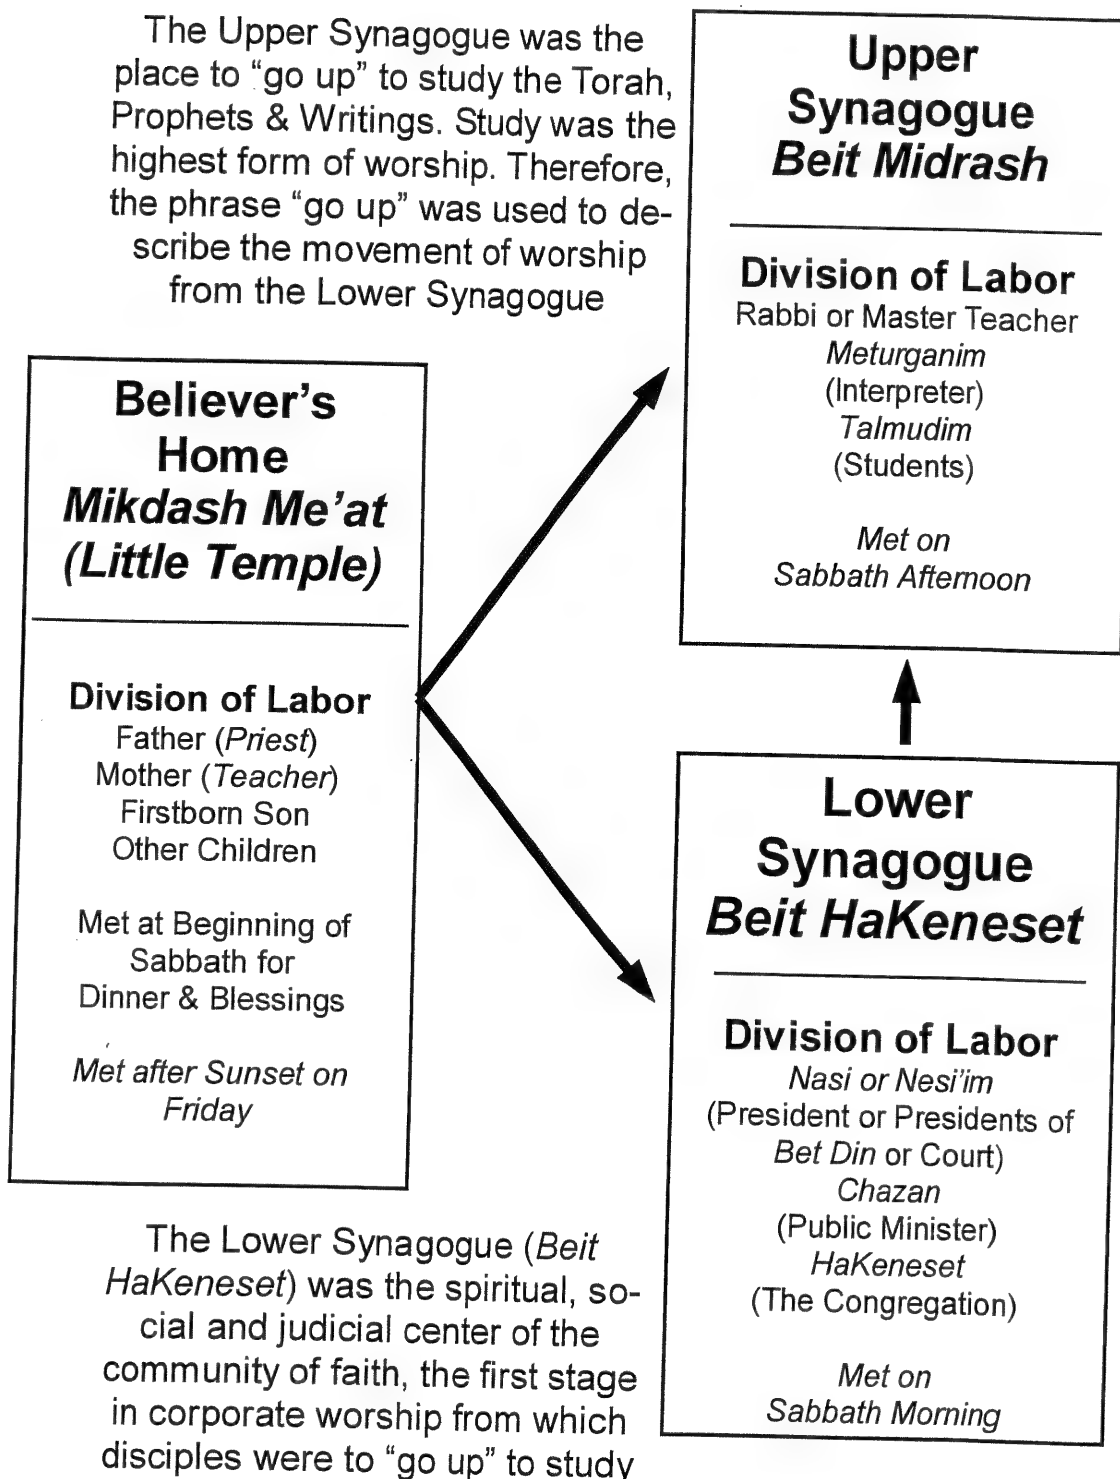 The Upper Synagogue was the
place to “go up” to study the Torah,
Prophets & Writings. Study was the
highest form of worship. Therefore,
the phrase “go up” was used to de-
scribe the movement of worship
from the Lower Synagogue
Upper
Synagogue
Beit Midrash
Division of Labor
Rabbi or Master Teacher
Meturganim
(Interpreter)
Talmudim
(Students)
Met on
Sabbath Afternoon
Believer’s
Home
Mikdash Me’at
(Little Temple)
Division of Labor
Father (Priest)
Mother (Teacher)
Firstborn Son
Other Children
Met at Beginning of
Sabbath for
Dinner & Blessings
Met after Sunset on
Friday
Lower
Synagogue
Beit HaKeneset
Division of Labor
Nasi or Nesi’im
(President or Presidents of
Bet Din or Court)
Chazan
(Public Minister)
HaKeneset
(The Congregation)
Met on
Sabbath Morning
The Lower Synagogue (Beit
HaKeneset) was the spiritual, so-
cial and judicial center of the
community of faith, the first stage
in corporate worship from which
disciples were to “go up” to study